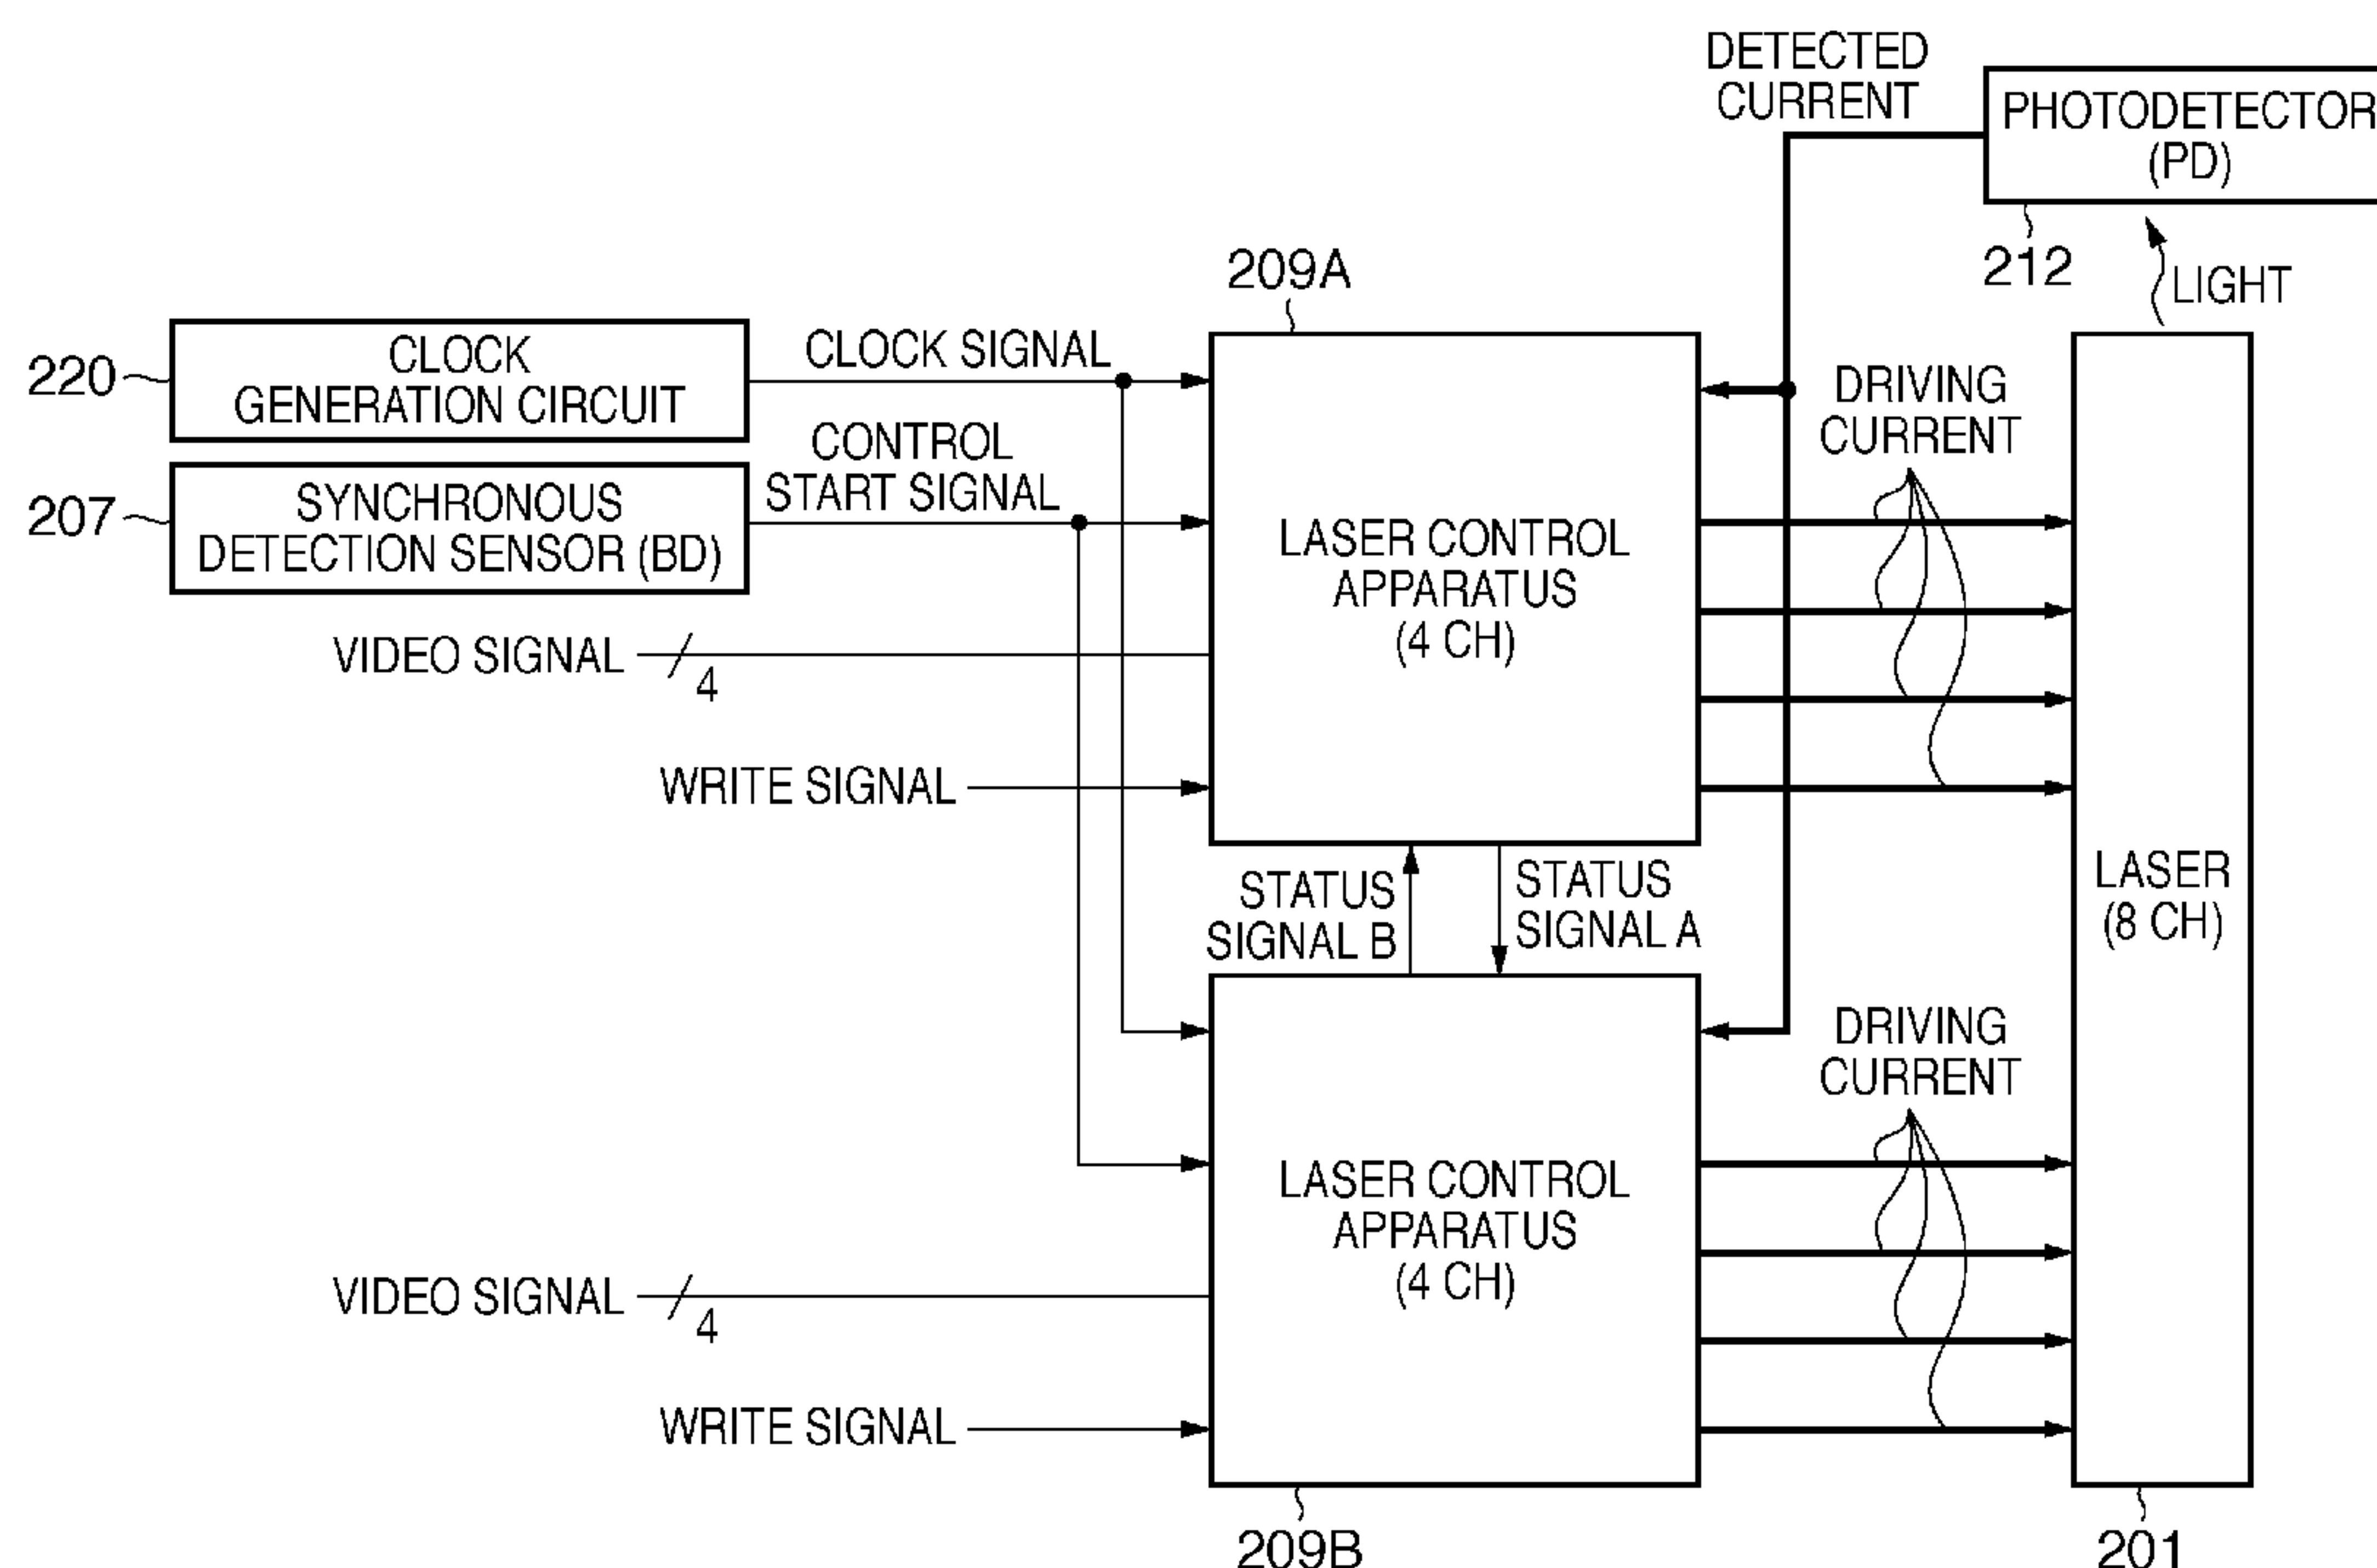 DETECTED
CURRENT
PHOTODETECTOR
(PD)
212
LIGHT
209A
220
CLOCK
GENERATION CIRCUIT
CLOCK SIGNAL
207
SYNCHRONOUS
DETECTION SENSOR (BD)
CONTROL
START SIGNAL
VIDEO SIGNAL
4
WRITE SIGNAL
LASER CONTROL
APPARATUS
(4 CH)
DRIVING
CURRENT
STATUS
SIGNAL B
STATUS
SIGNAL A
LASER
(8 CH)
VIDEO SIGNAL
4
WRITE SIGNAL
LASER CONTROL
APPARATUS
(4 CH)
DRIVING
CURRENT
209B
201